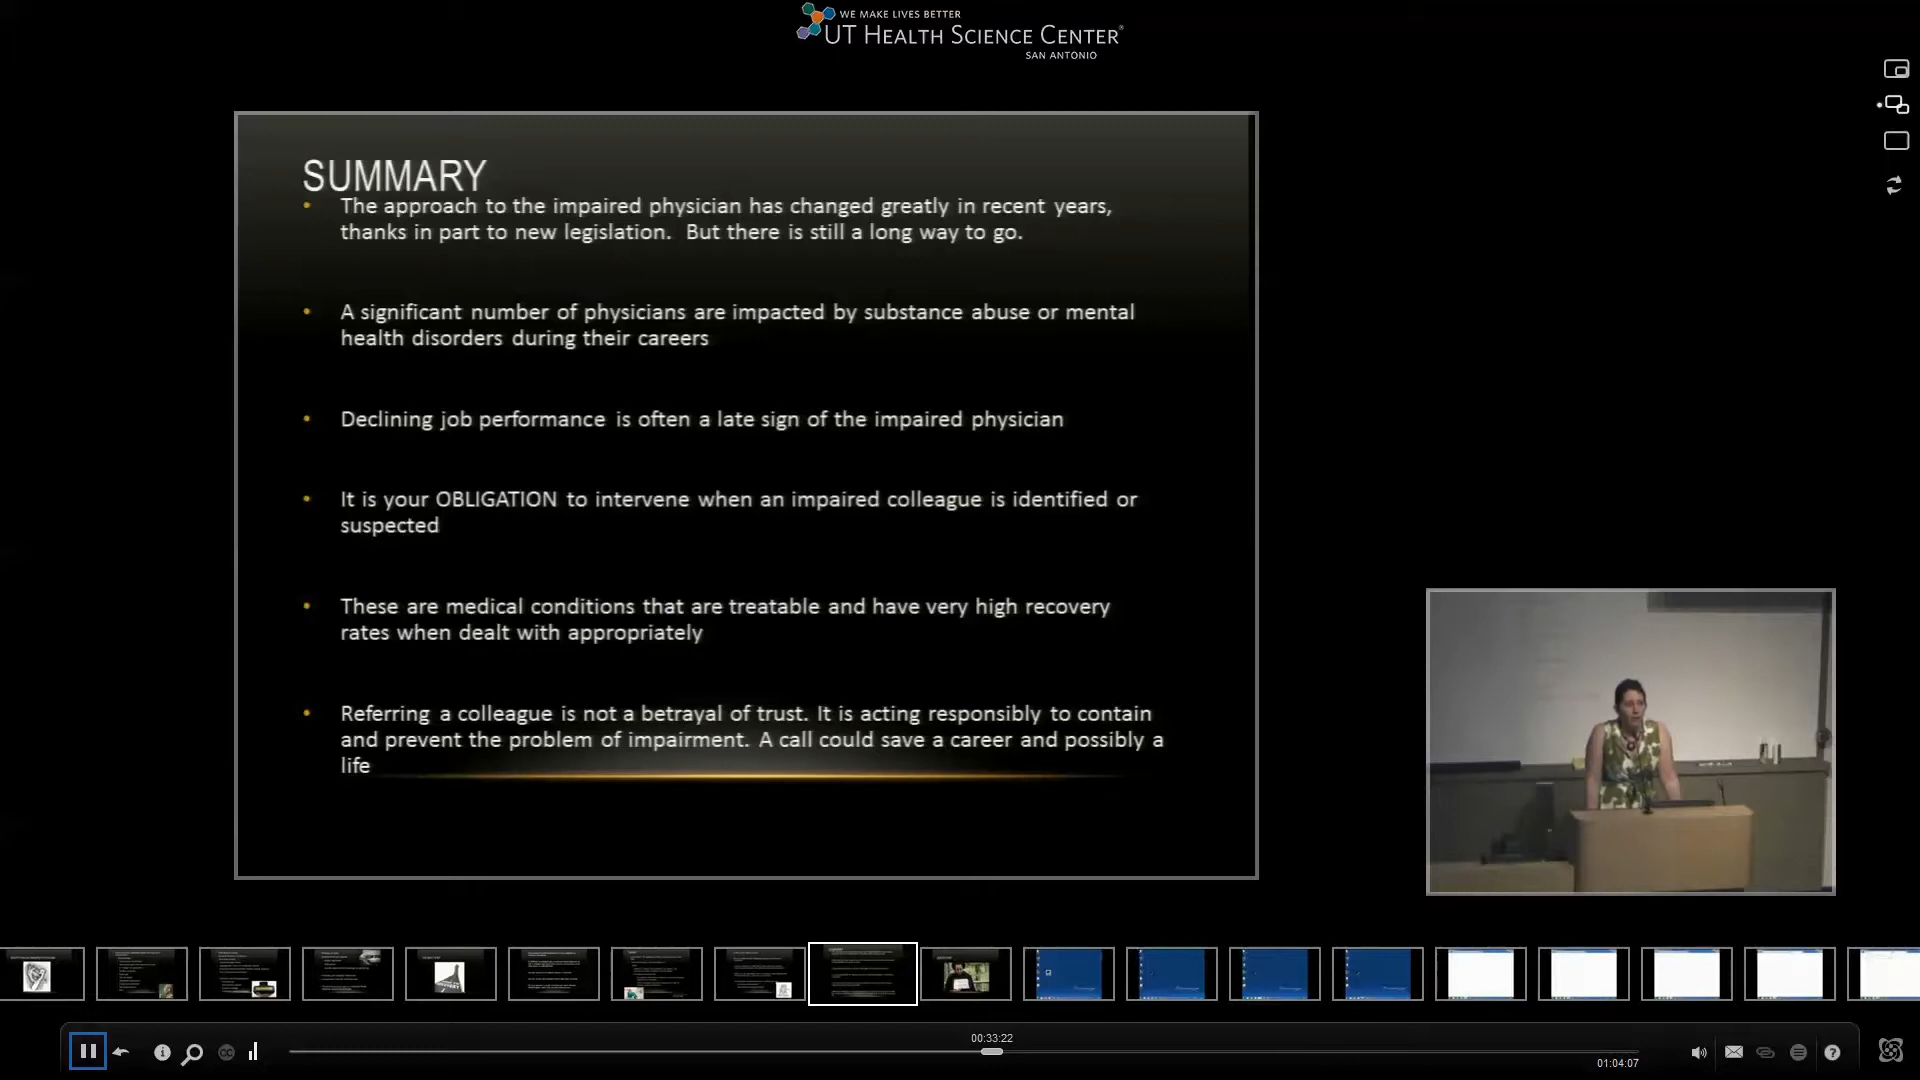 WE MAKE LIVES BETTER
UT HEALTH SCIENCE CENTER®
SAN ANTONIO
SUMMARY
• The approach to the impaired physician has changed greatly in recent years,
thanks in part to new legislation. But there is still a long way to go.
• A significant number of physicians are impacted by substance abuse or mental
health disorders during their careers
• Declining job performance is often a late sign of the impaired physician
• It is your OBLIGATION to intervene when an impaired colleague is identified or
suspected
• These are medical conditions that are treatable and have very high recovery
rates when dealt with appropriately
• Referring a colleague is not a betrayal of trust. It is acting responsibly to contain
and prevent the problem of impairment. A call could save a career and possibly a
life
00:33:22
01:04:07